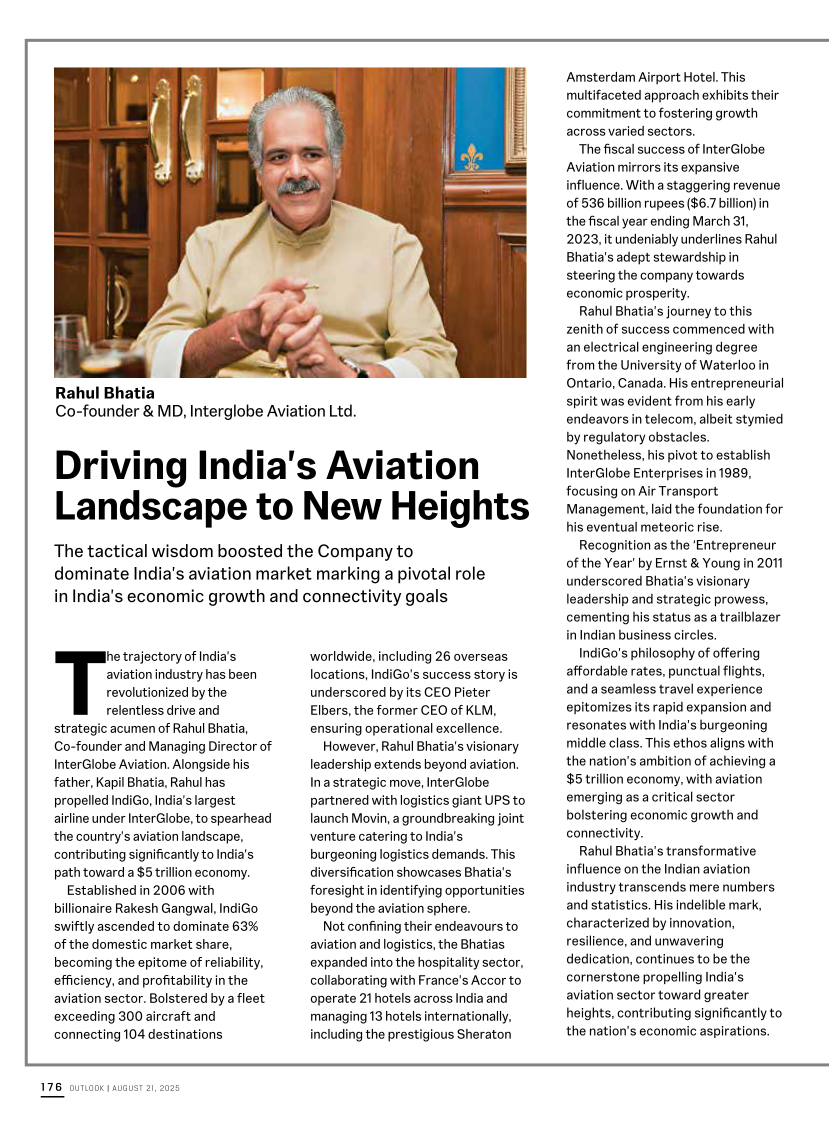 Rahul Bhatia
Co-founder & MD, Interglobe Aviation Ltd.
Driving India's Aviation
Landscape to New Heights
The tactical wisdom boosted the Company to
dominate India's aviation market marking a pivotal role
in India's economic growth and connectivity goals
The trajectory of India's
aviation industry has been
revolutionized by the
relentless drive and
strategic acumen of Rahul Bhatia,
Co-founder and Managing Director of
InterGlobe Aviation. Alongside his
father, Kapil Bhatia, Rahul has
propelled IndiGo, India's largest
airline under InterGlobe, to spearhead
the country's aviation landscape,
contributing significantly to India's
path toward a $5 trillion economy.
Established in 2006 with
billionaire Rakesh Gangwal, IndiGo
swiftly ascended to dominate 63%
of the domestic market share,
becoming the epitome of reliability,
efficiency, and profitability in the
aviation sector. Bolstered by a fleet
exceeding 300 aircraft and
connecting 104 destinations
worldwide, including 26 overseas
locations, IndiGo's success story is
underscored by its CEO Pieter
Elbers, the former CEO of KLM,
ensuring operational excellence.
However, Rahul Bhatia's visionary
leadership extends beyond aviation.
In a strategic move, InterGlobe
partnered with logistics giant UPS to
launch Movin, a groundbreaking joint
venture catering to India's
burgeoning logistics demands. This
diversification showcases Bhatia's
foresight in identifying opportunities
beyond the aviation sphere.
Not confining their endeavours to
aviation and logistics, the Bhatias
expanded into the hospitality sector,
collaborating with France's Accor to
operate 21 hotels across India and
managing 13 hotels internationally,
including the prestigious Sheraton
Amsterdam Airport Hotel. This
multifaceted approach exhibits their
commitment to fostering growth
across varied sectors.
The fiscal success of InterGlobe
Aviation mirrors its expansive
influence. With a staggering revenue
of 536 billion rupees ($6.7 billion) in
the fiscal year ending March 31,
2023, it undeniably underlines Rahul
Bhatia's adept stewardship in
steering the company towards
economic prosperity.
Rahul Bhatia's journey to this
zenith of success commenced with
an electrical engineering degree
from the University of Waterloo in
Ontario, Canada. His entrepreneurial
spirit was evident from his early
endeavors in telecom, albeit stymied
by regulatory obstacles.
Nonetheless, his pivot to establish
InterGlobe Enterprises in 1989,
focusing on Air Transport
Management, laid the foundation for
his eventual meteoric rise.
Recognition as the 'Entrepreneur
of the Year' by Ernst & Young in 2011
underscored Bhatia's visionary
leadership and strategic prowess,
cementing his status as a trailblazer
in Indian business circles.
IndiGo's philosophy of offering
affordable rates, punctual flights,
and a seamless travel experience
epitomizes its rapid expansion and
resonates with India's burgeoning
middle class. This ethos aligns with
the nation's ambition of achieving a
$5 trillion economy, with aviation
emerging as a critical sector
bolstering economic growth and
connectivity.
Rahul Bhatia's transformative
influence on the Indian aviation
industry transcends mere numbers
and statistics. His indelible mark,
characterized by innovation,
resilience, and unwavering
dedication, continues to be the
cornerstone propelling India's
aviation sector toward greater
heights, contributing significantly to
the nation's economic aspirations.
176 OUTLOOK | AUGUST 21, 2025